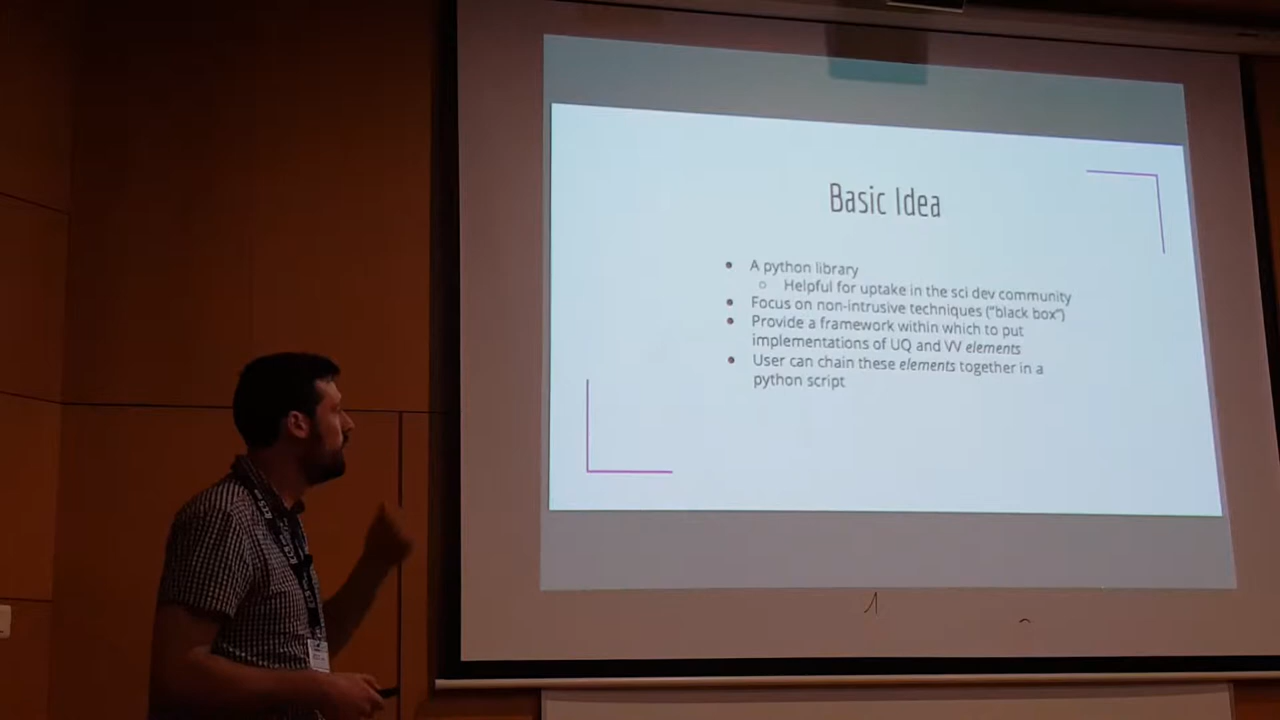 Basic Idea
• A python library
○ Helpful for uptake in the sci dev community
• Focus on non-intrusive techniques ("black box")
• Provide a framework within which to put
implementations of UQ and VV elements
• User can chain these elements together in a
python script
ICCS